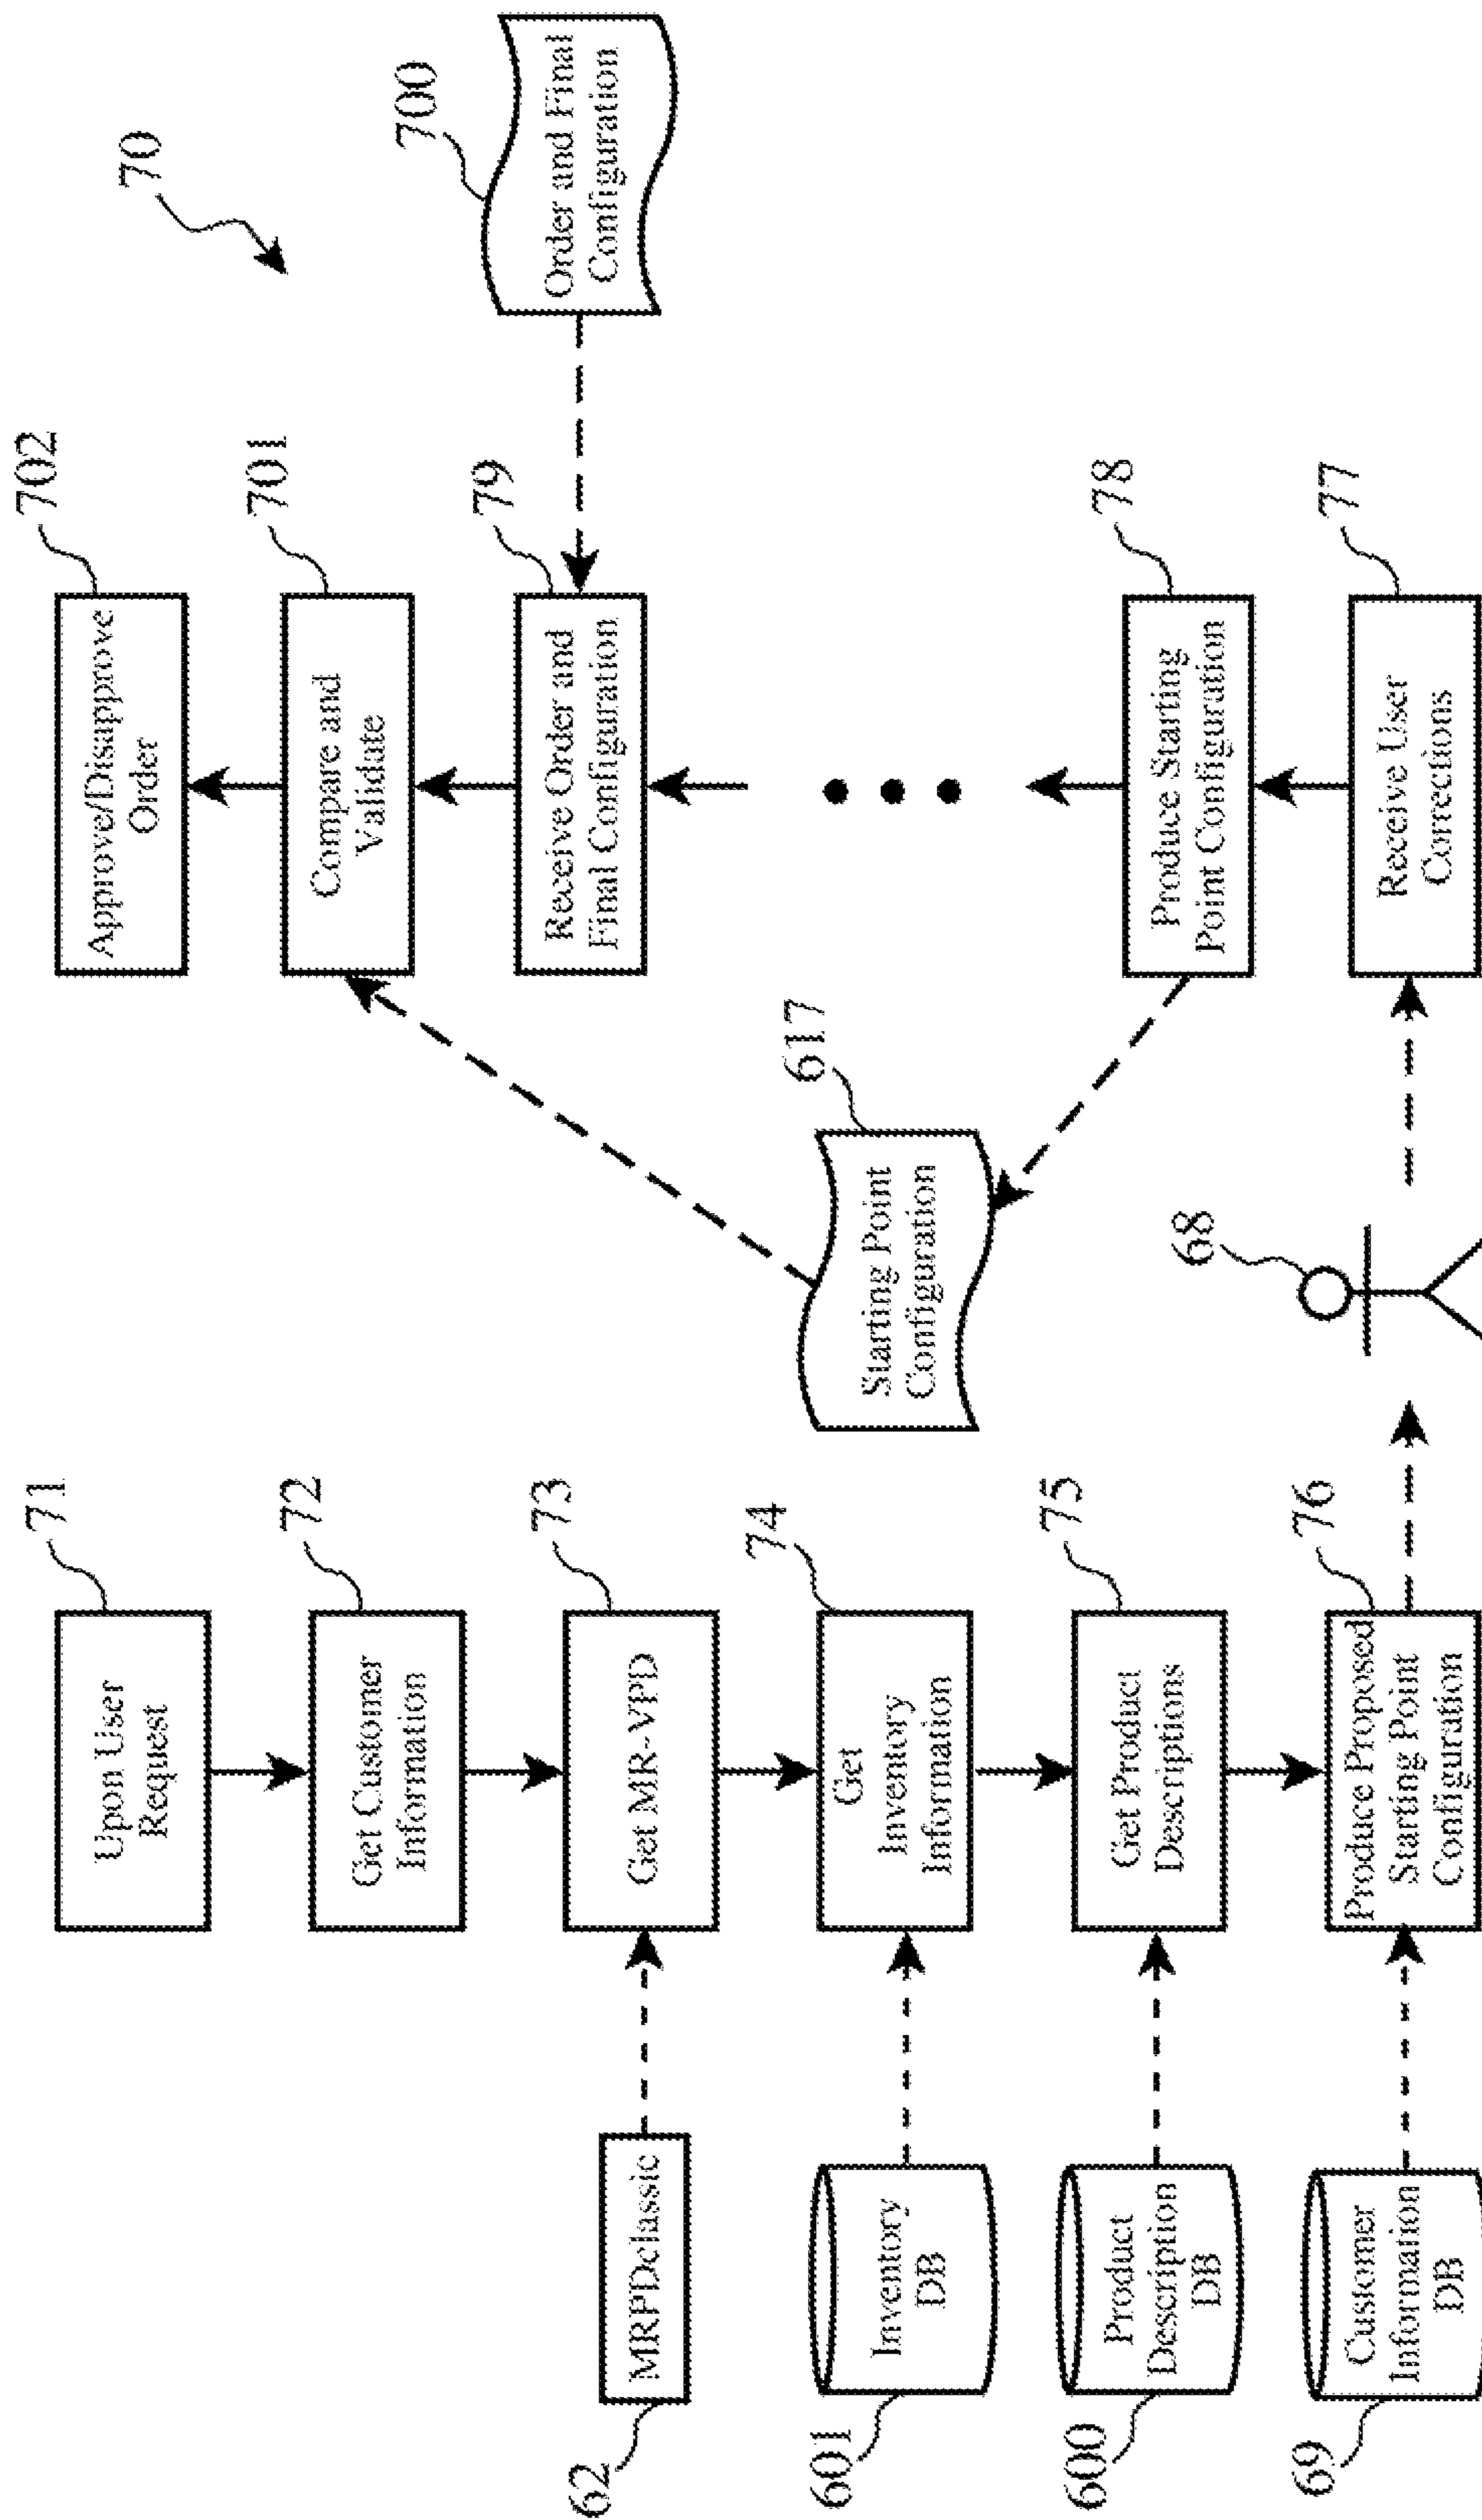 70
71
Upon User
Request
72
Get Customer
Information
73
Get MR-VPD
62
MRPDclassic
74
Get
Inventory
Information
601
Inventory
DB
75
Get Product
Descriptions
600
Product
Description
DB
76
Produce Proposed
Starting Point
Configuration
69
Customer
Information
DB
68
77
Receive User
Corrections
78
Produce Starting
Point Configuration
617
Starting Point
Configuration
79
Receive Order and
Final Configuration
700
Order and Final
Configuration
701
Compare and
Validate
702
Approve/Disapprove
Order